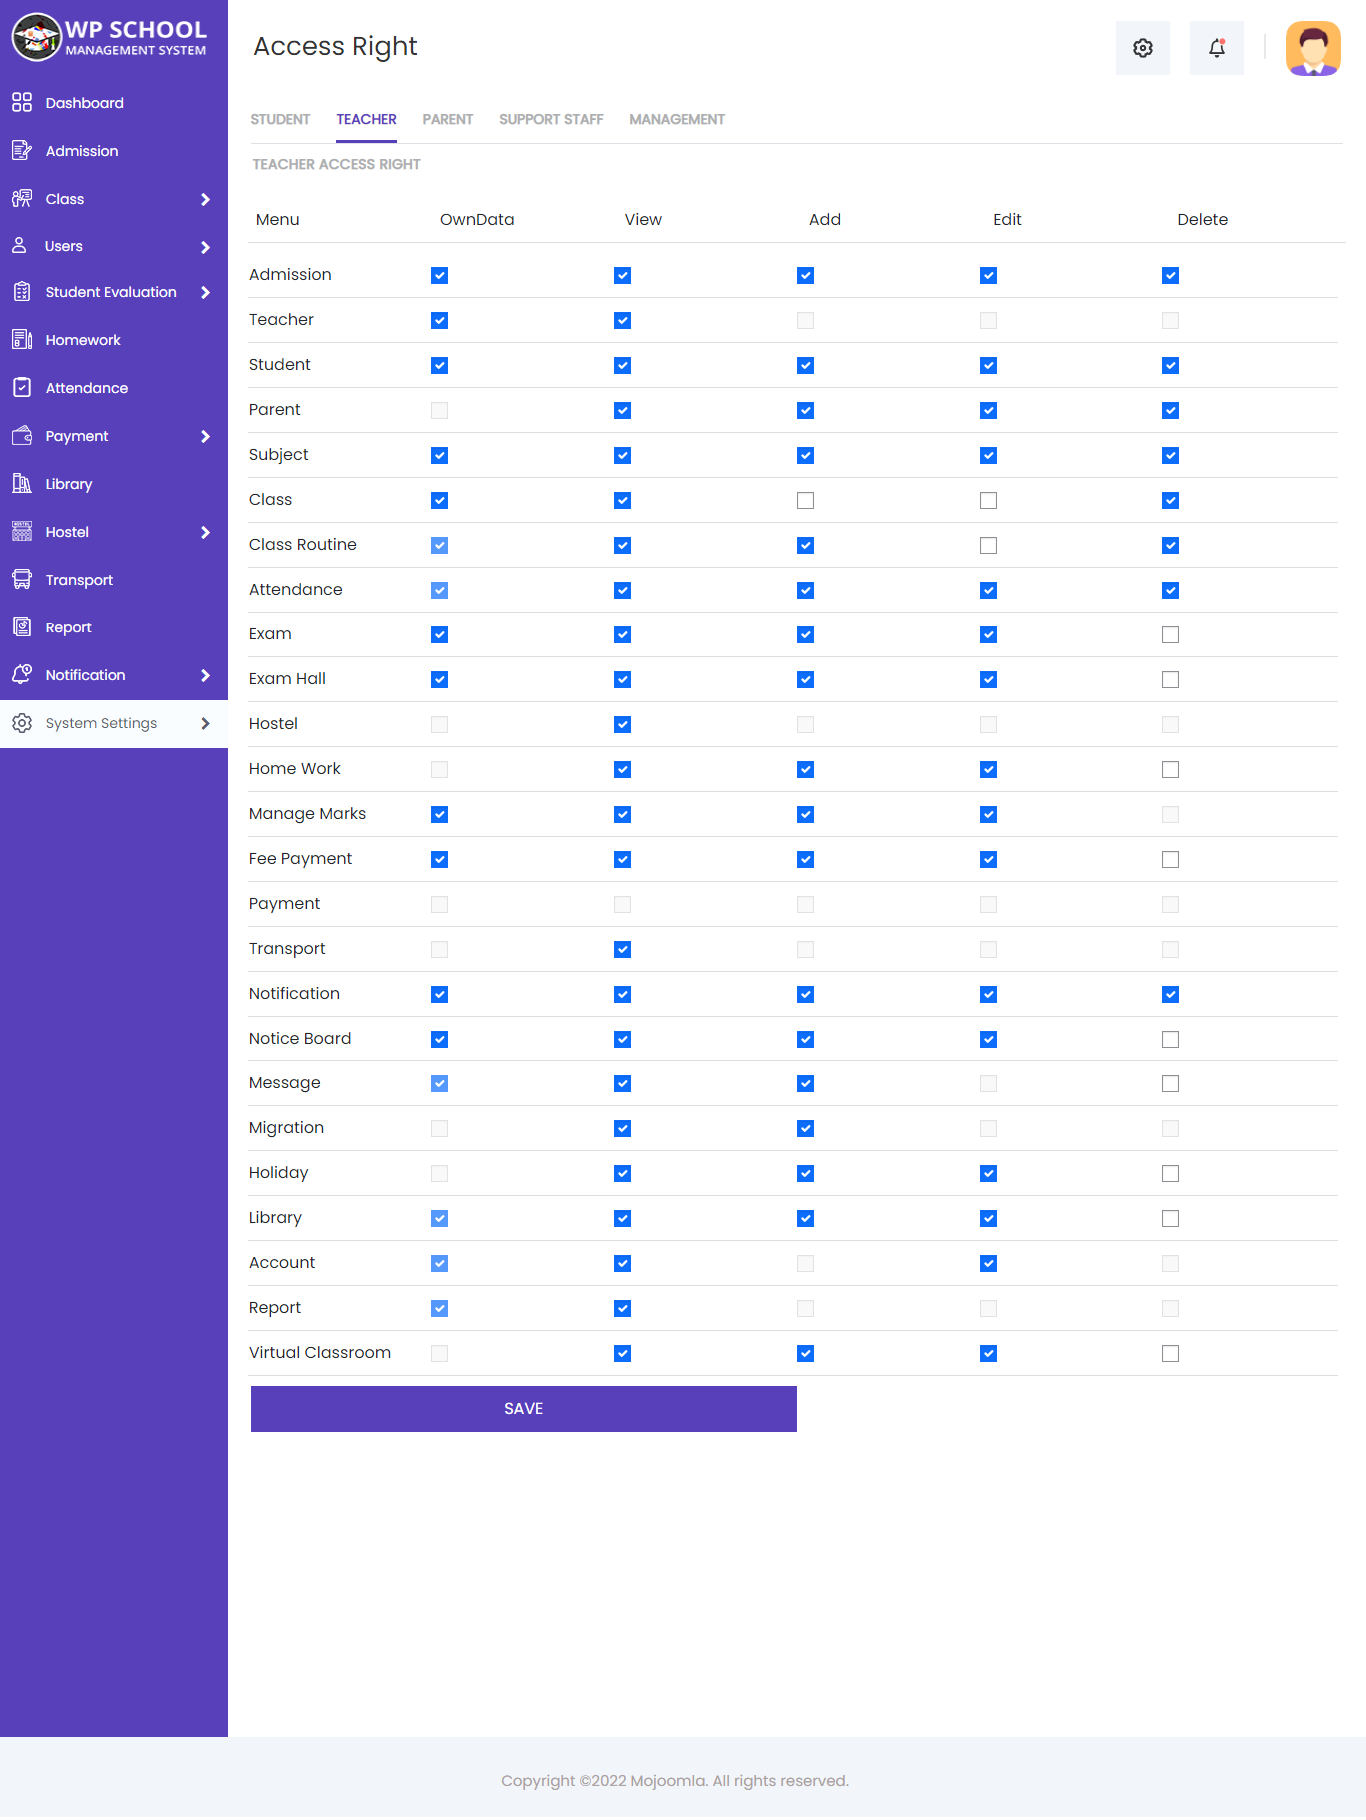 WP SCHOOL
MANAGEMENT SYSTEM
Dashboard
Admission
Class
Users
Student Evaluation
Homework
Attendance
Payment
Library
Hostel
Transport
Report
Notification
System Settings
Access Right
STUDENT TEACHER PARENT SUPPORT STAFF MANAGEMENT
TEACHER ACCESS RIGHT
Menu OwnData View Add Edit Delete
Admission
Teacher
Student
Parent
Subject
Class
Class Routine
Attendance
Exam
Exam Hall
Hostel
Home Work
Manage Marks
Fee Payment
Payment
Transport
Notification
Notice Board
Message
Migration
Holiday
Library
Account
Report
Virtual Classroom
SAVE
Copyright ©2022 Mojoomla. All rights reserved.